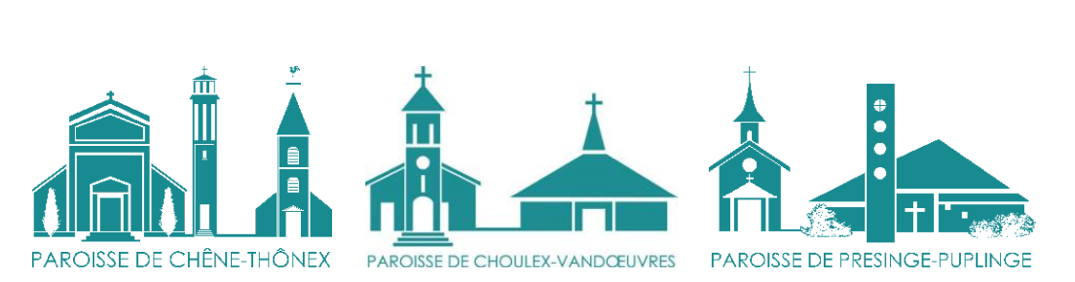 PAROISSE DE CHÊNE-THÔNEX
PAROISSE DE CHOULEX-VANDŒUVRES
PAROISSE DE PRESINGE-PUPLINGE